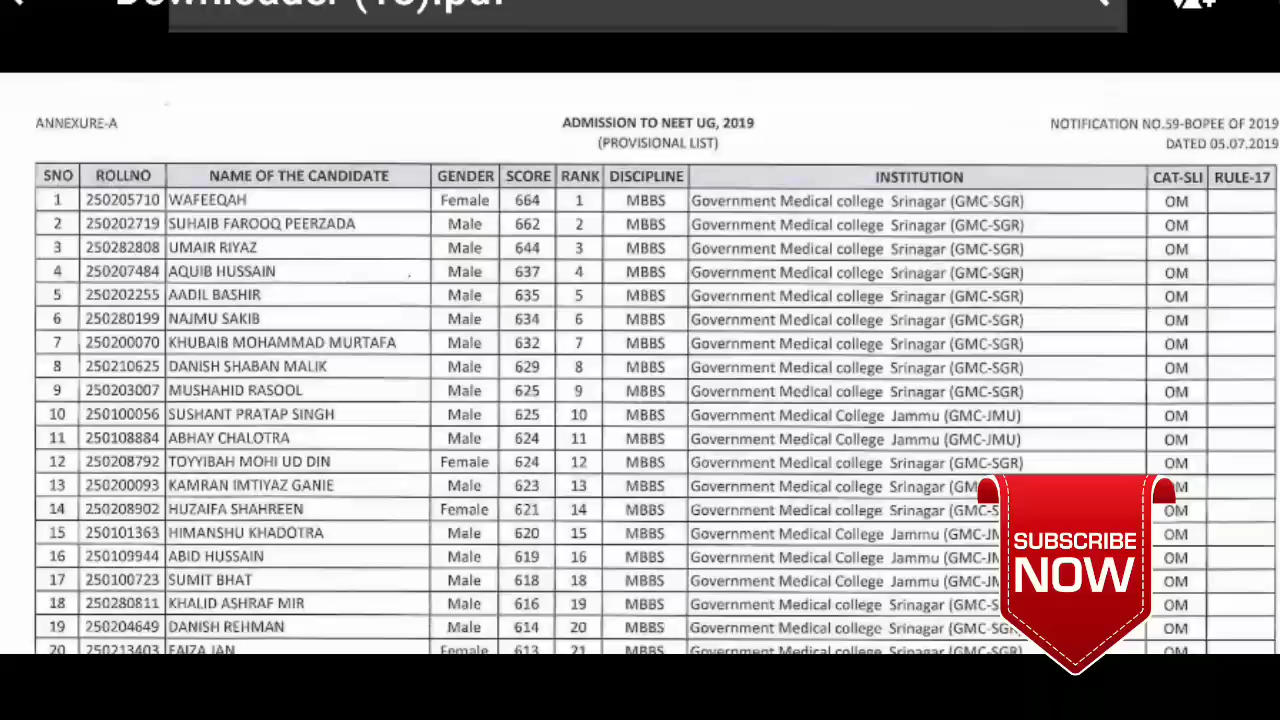 ANNEXURE-A ADMISSION TO NEET UG, 2019 NOTIFICATION NO.59-BOPEE OF 2019
(PROVISIONAL LIST) DATED 05.07.2019
SNO ROLLNO NAME OF THE CANDIDATE GENDER SCORE RANK DISCIPLINE INSTITUTION CAT-SLI RULE-17
1 250205710 WAFEEQAH Female 664 1 MBBS Government Medical college Srinagar (GMC-SGR) OM
2 250202719 SUHAIB FAROOQ PEERZADA Male 662 2 MBBS Government Medical college Srinagar (GMC-SGR) OM
3 250282808 UMAIR RIYAZ Male 644 3 MBBS Government Medical college Srinagar (GMC-SGR) OM
4 250207484 AQUIB HUSSAIN Male 637 4 MBBS Government Medical college Srinagar (GMC-SGR) OM
5 250202255 AADIL BASHIR Male 635 5 MBBS Government Medical college Srinagar (GMC-SGR) OM
6 250280199 NAJMU SAKIB Male 634 6 MBBS Government Medical college Srinagar (GMC-SGR) OM
7 250200070 KHUBAIB MOHAMMAD MURTAFA Male 632 7 MBBS Government Medical college Srinagar (GMC-SGR) OM
8 250210625 DANISH SHABAN MALIK Male 629 8 MBBS Government Medical college Srinagar (GMC-SGR) OM
9 250203007 MUSHAHID RASOOL Male 625 9 MBBS Government Medical college Srinagar (GMC-SGR) OM
10 250100056 SUSHANT PRATAP SINGH Male 625 10 MBBS Government Medical College Jammu (GMC-JMU) OM
11 250108884 ABHAY CHALOTRA Male 624 11 MBBS Government Medical College Jammu (GMC-JMU) OM
12 250208792 TOYYIBAH MOHI UD DIN Female 624 12 MBBS Government Medical college Srinagar (GMC-SGR) OM
13 250200093 KAMRAN IMTIYAZ GANIE Male 623 13 MBBS Government Medical college Srinagar
14 250208902 HUZAIFA SHAHREEN Female 621 14 MBBS Government Medical college Srinagar OM
15 250101363 HIMANSHU KHADOTRA Male 620 15 MBBS Government Medical College Jammu OM
16 250109944 ABID HUSSAIN Male 619 16 MBBS Government Medical College Jammu OM
17 250100723 SUMIT BHAT Male 618 18 MBBS Government Medical College Jammu OM
18 250280811 KHALID ASHRAF MIR Male 616 19 MBBS Government Medical college Srinagar OM
19 250204649 DANISH REHMAN Male 614 20 MBBS Government Medical college Srinagar (GMC-SGR) OM
20 250213403 FAIZA JAN Female 613 21 MBBS Government Medical college Srinagar
SUBSCRIBE
NOW